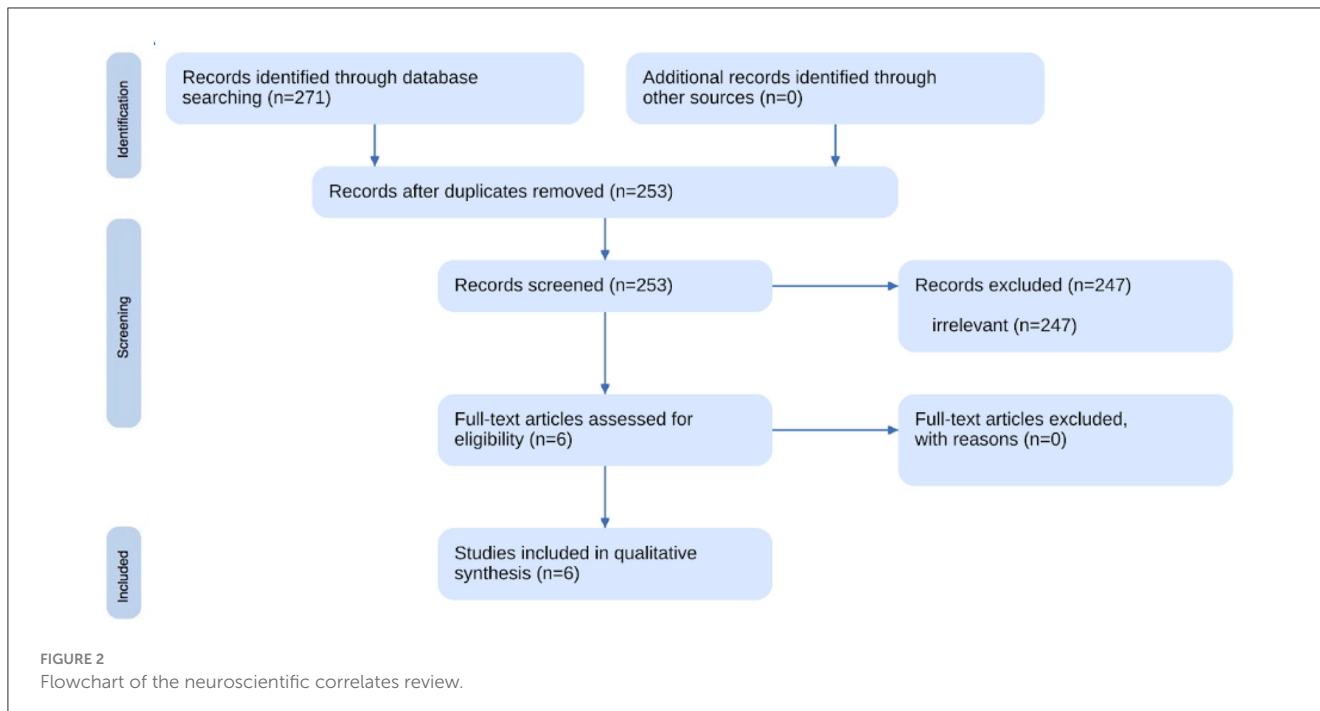 Identification
Records identified through database
searching (n=271)
Additional records identified through
other sources (n=0)
Records after duplicates removed (n=253)
Screening
Records screened (n=253)
Records excluded (n=247)
irrelevant (n=247)
Full-text articles assessed for
eligibility (n=6)
Full-text articles excluded,
with reasons (n=0)
Included
Studies included in qualitative
synthesis (n=6)
FIGURE 2
Flowchart of the neuroscientific correlates review.